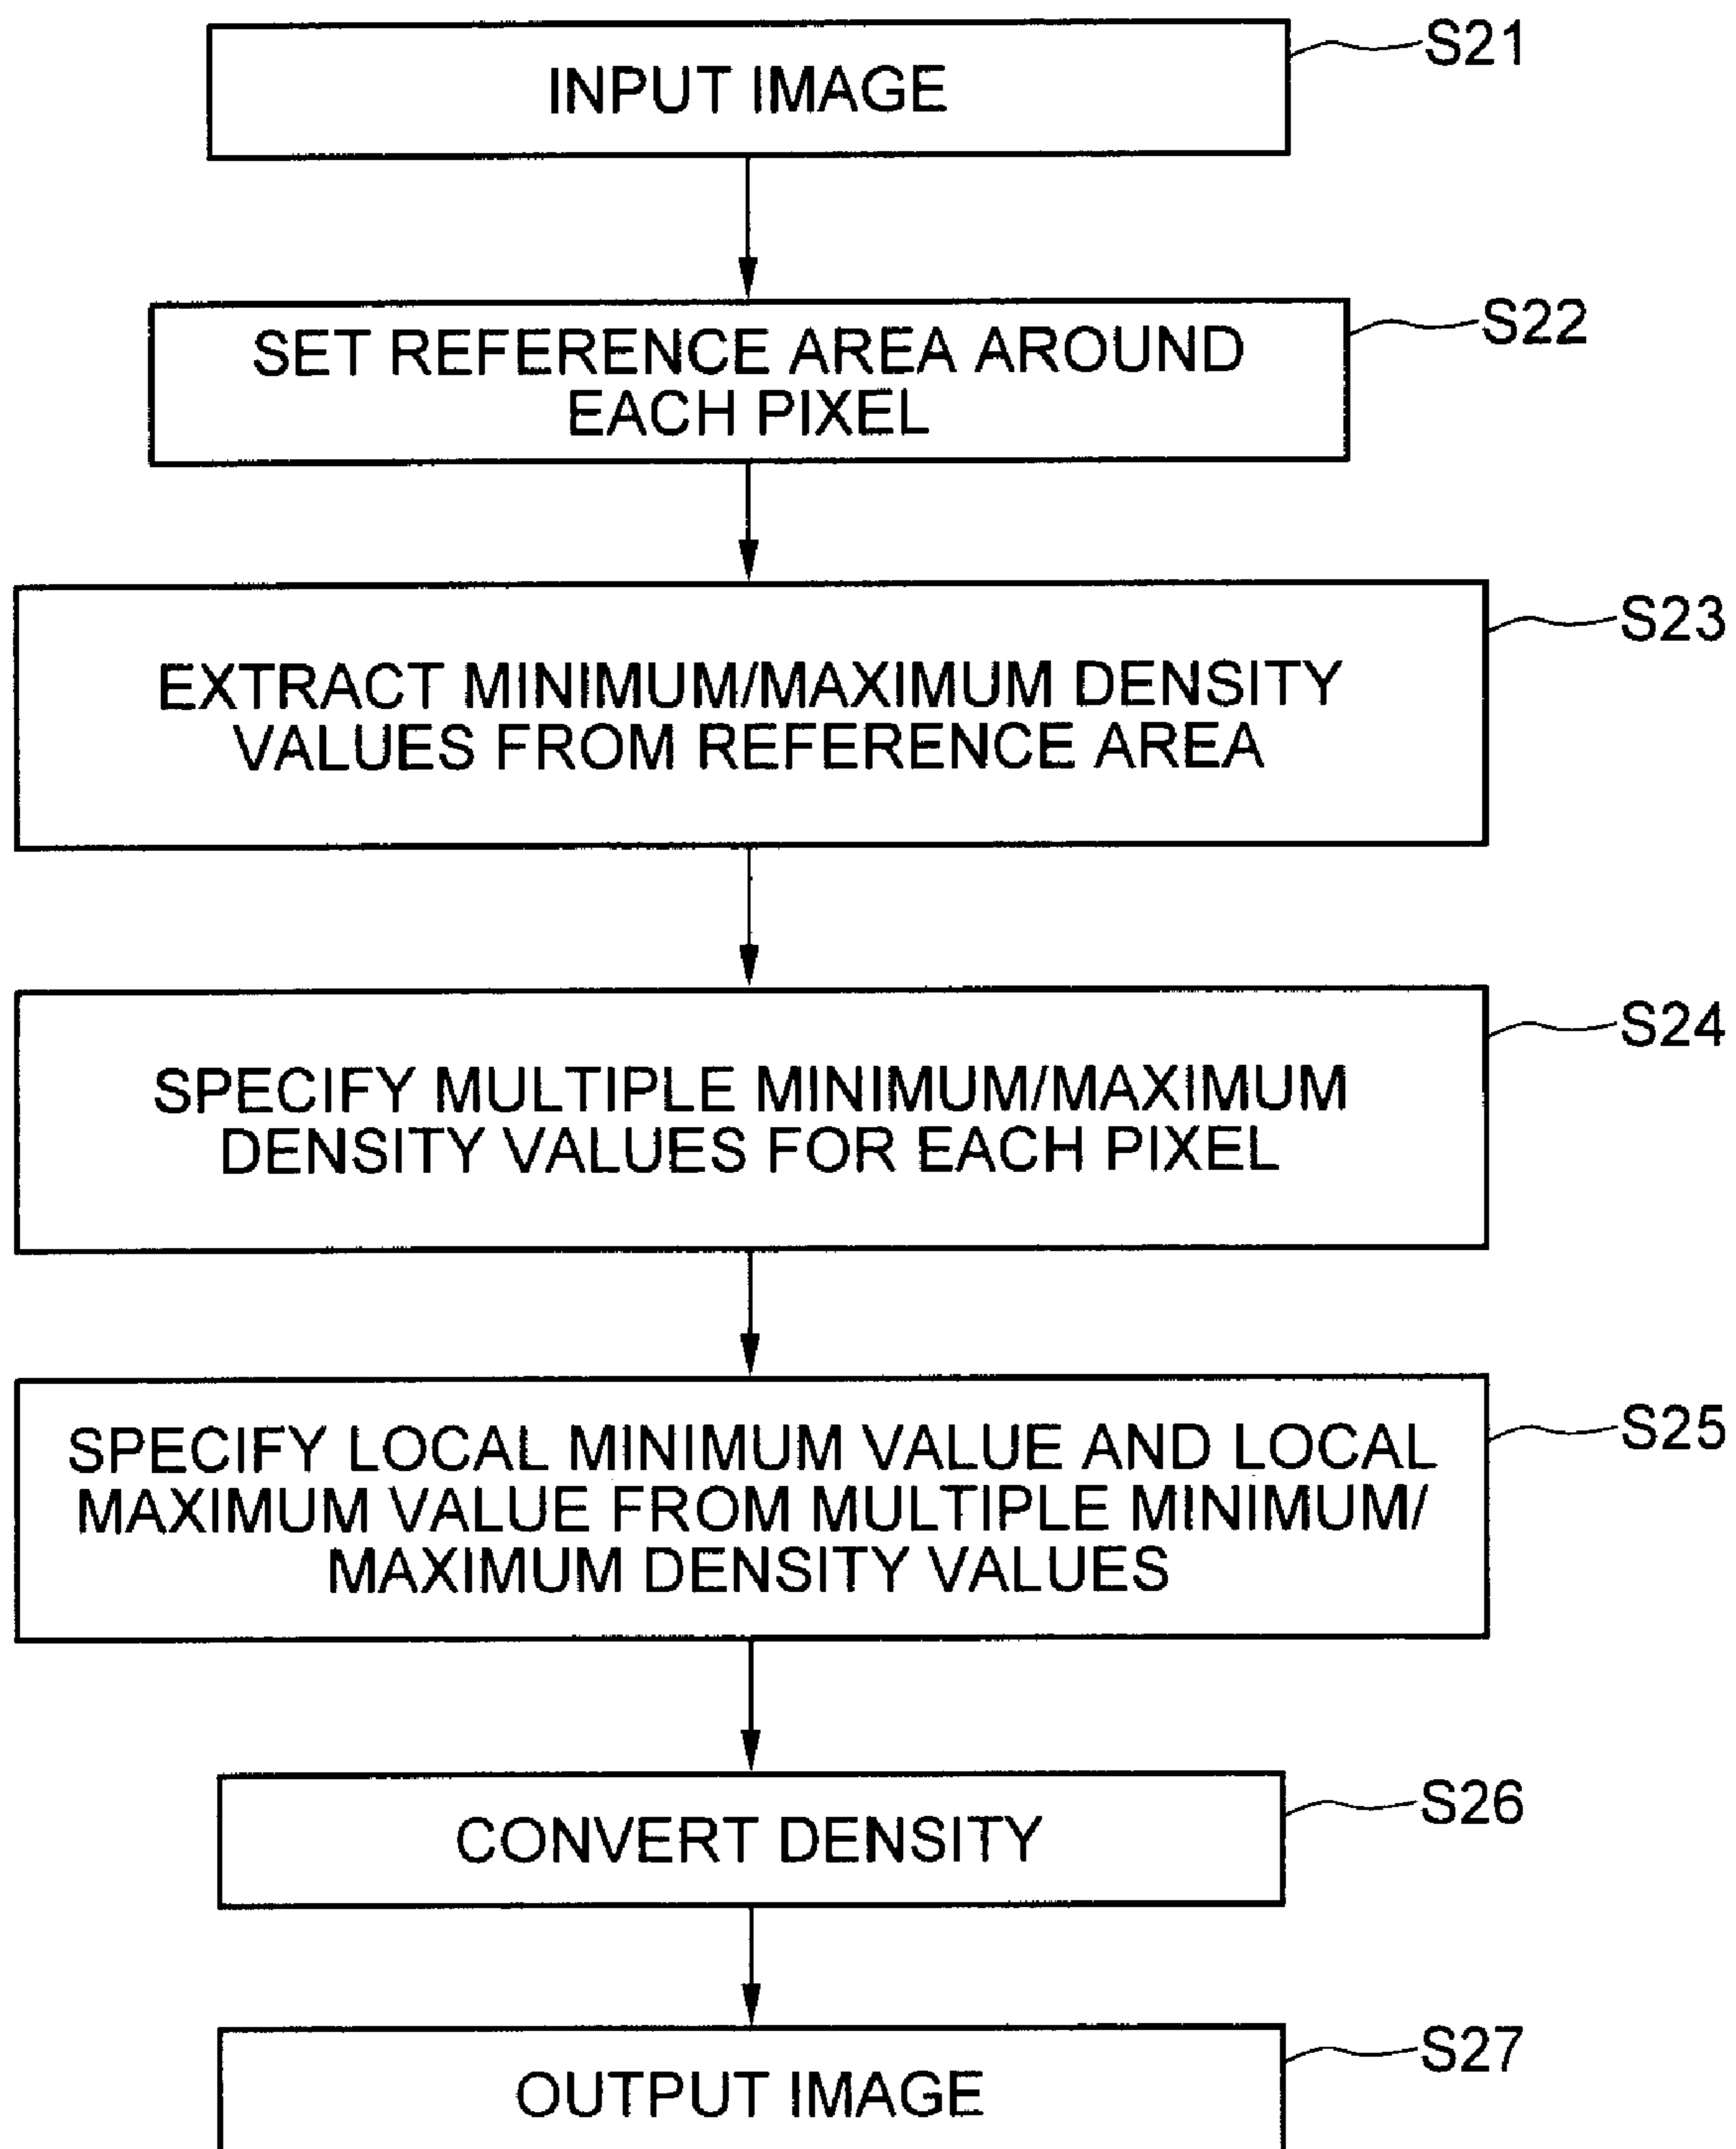 INPUT IMAGE
S21
SET REFERENCE AREA AROUND
EACH PIXEL
S22
EXTRACT MINIMUM/MAXIMUM DENSITY
VALUES FROM REFERENCE AREA
S23
SPECIFY MULTIPLE MINIMUM/MAXIMUM
DENSITY VALUES FOR EACH PIXEL
S24
SPECIFY LOCAL MINIMUM VALUE AND LOCAL
MAXIMUM VALUE FROM MULTIPLE MINIMUM/
MAXIMUM DENSITY VALUES
S25
CONVERT DENSITY
S26
OUTPUT IMAGE
S27